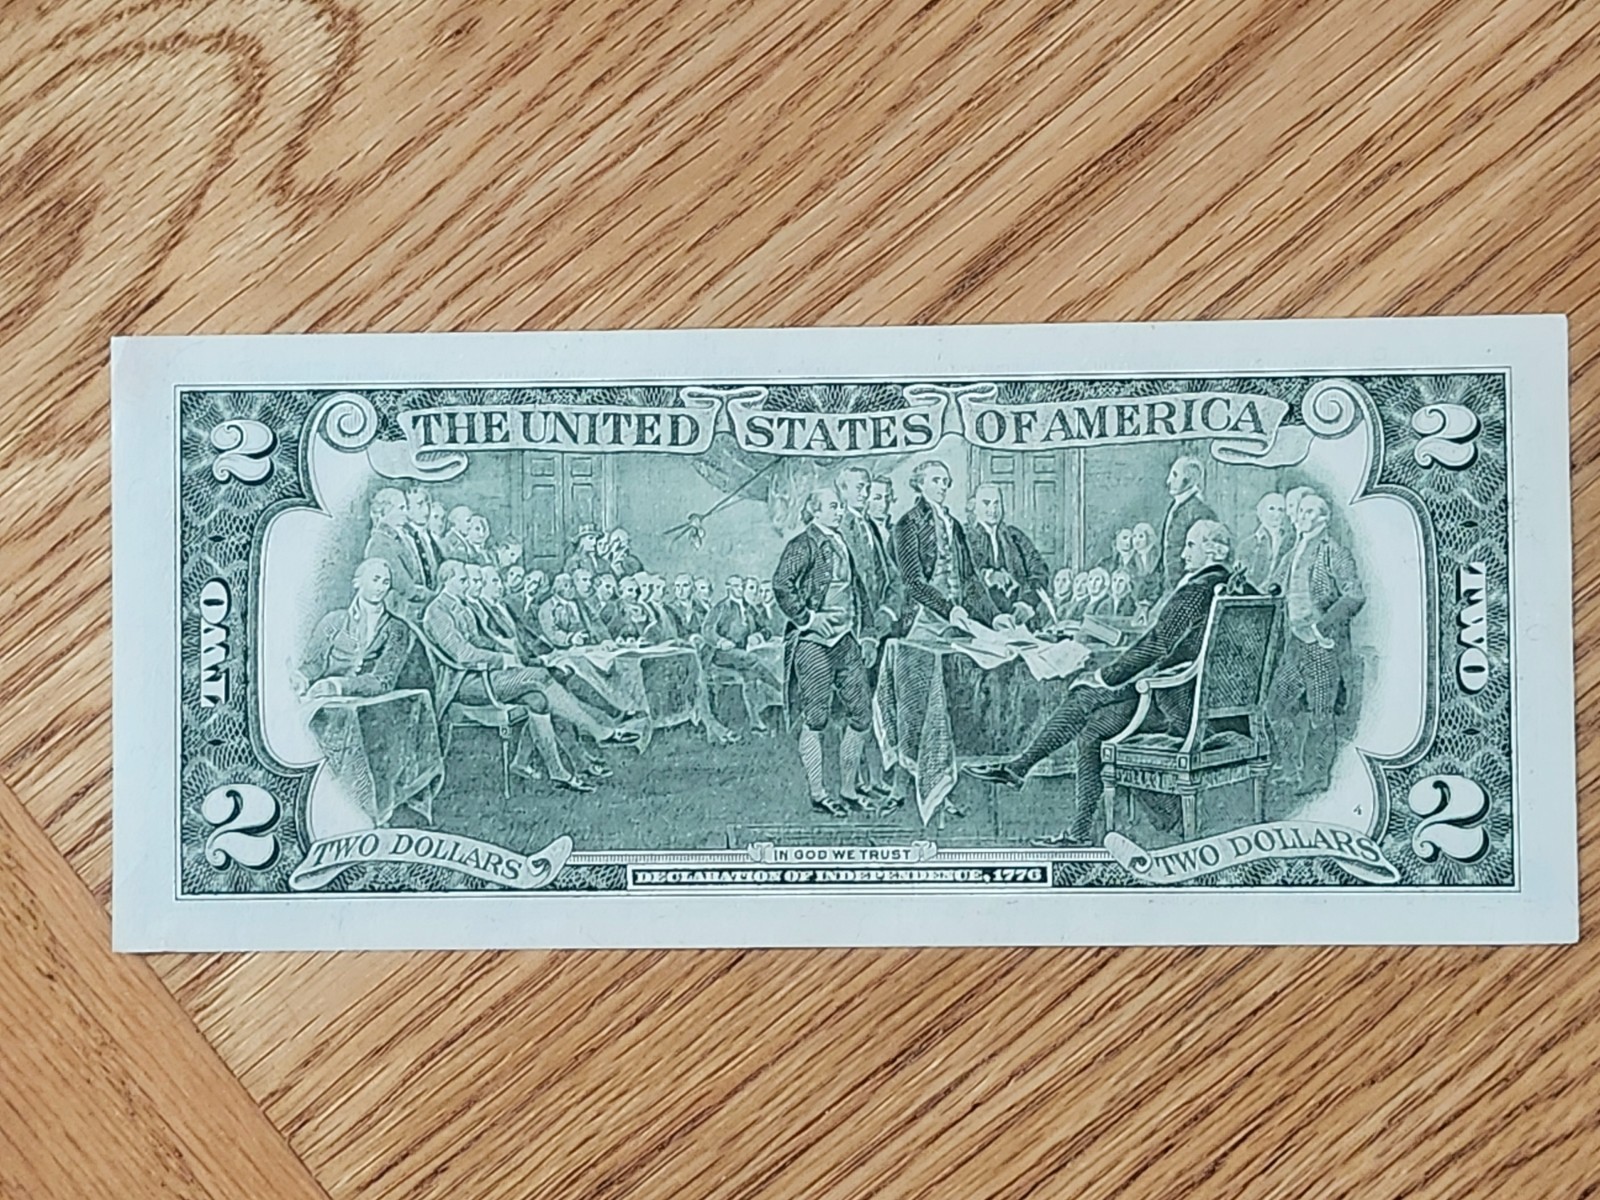 2 THE UNITED STATES OF AMERICA 2
TWO TWO
4
2 TWO DOLLARS IN GOD WE TRUST TWO DOLLARS 2
DECLARATION OF INDEPENDENCE, 1776